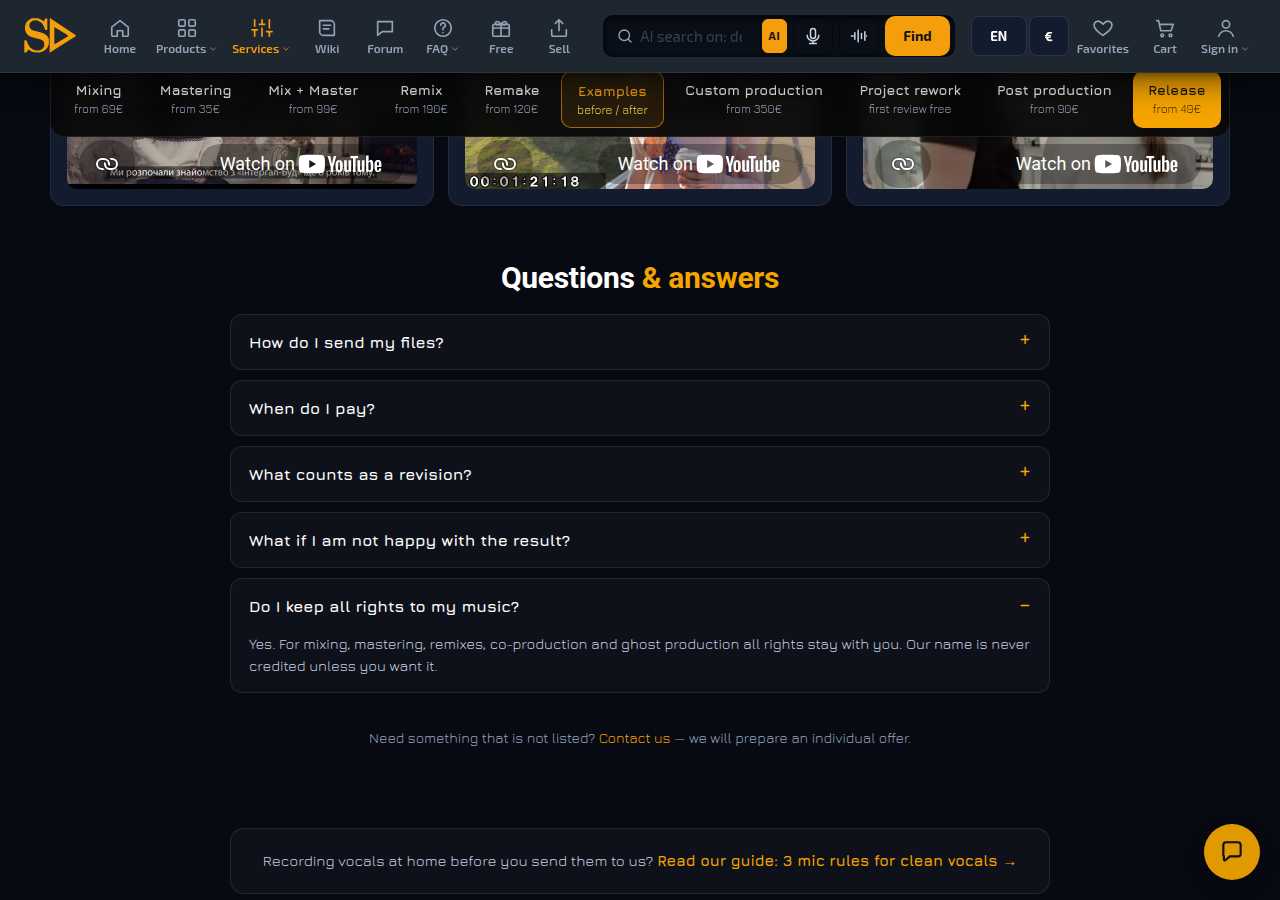 SD
Home
Products
Services
Wiki
Forum
FAQ
Free
Sell
AI search on:
AI
Find
EN
€
Favorites
Cart
Sign in
Mixing
from 69€
Mastering
from 35€
Mix + Master
from 99€
Remix
from 190€
Remake
from 120€
Examples
before / after
Custom production
from 350€
Project rework
first review free
Post production
from 90€
Release
from 49€
Watch on YouTube
Ми розпочали знайомство з
Watch on YouTube
00:01:21:18
Watch on YouTube
Questions & answers
How do I send my files?
+
When do I pay?
+
What counts as a revision?
+
What if I am not happy with the result?
+
Do I keep all rights to my music?
−
Yes. For mixing, mastering, remixes, co-production and ghost production all rights stay with you. Our name is never
credited unless you want it.
Need something that is not listed? Contact us — we will prepare an individual offer.
Recording vocals at home before you send them to us? Read our guide: 3 mic rules for clean vocals →